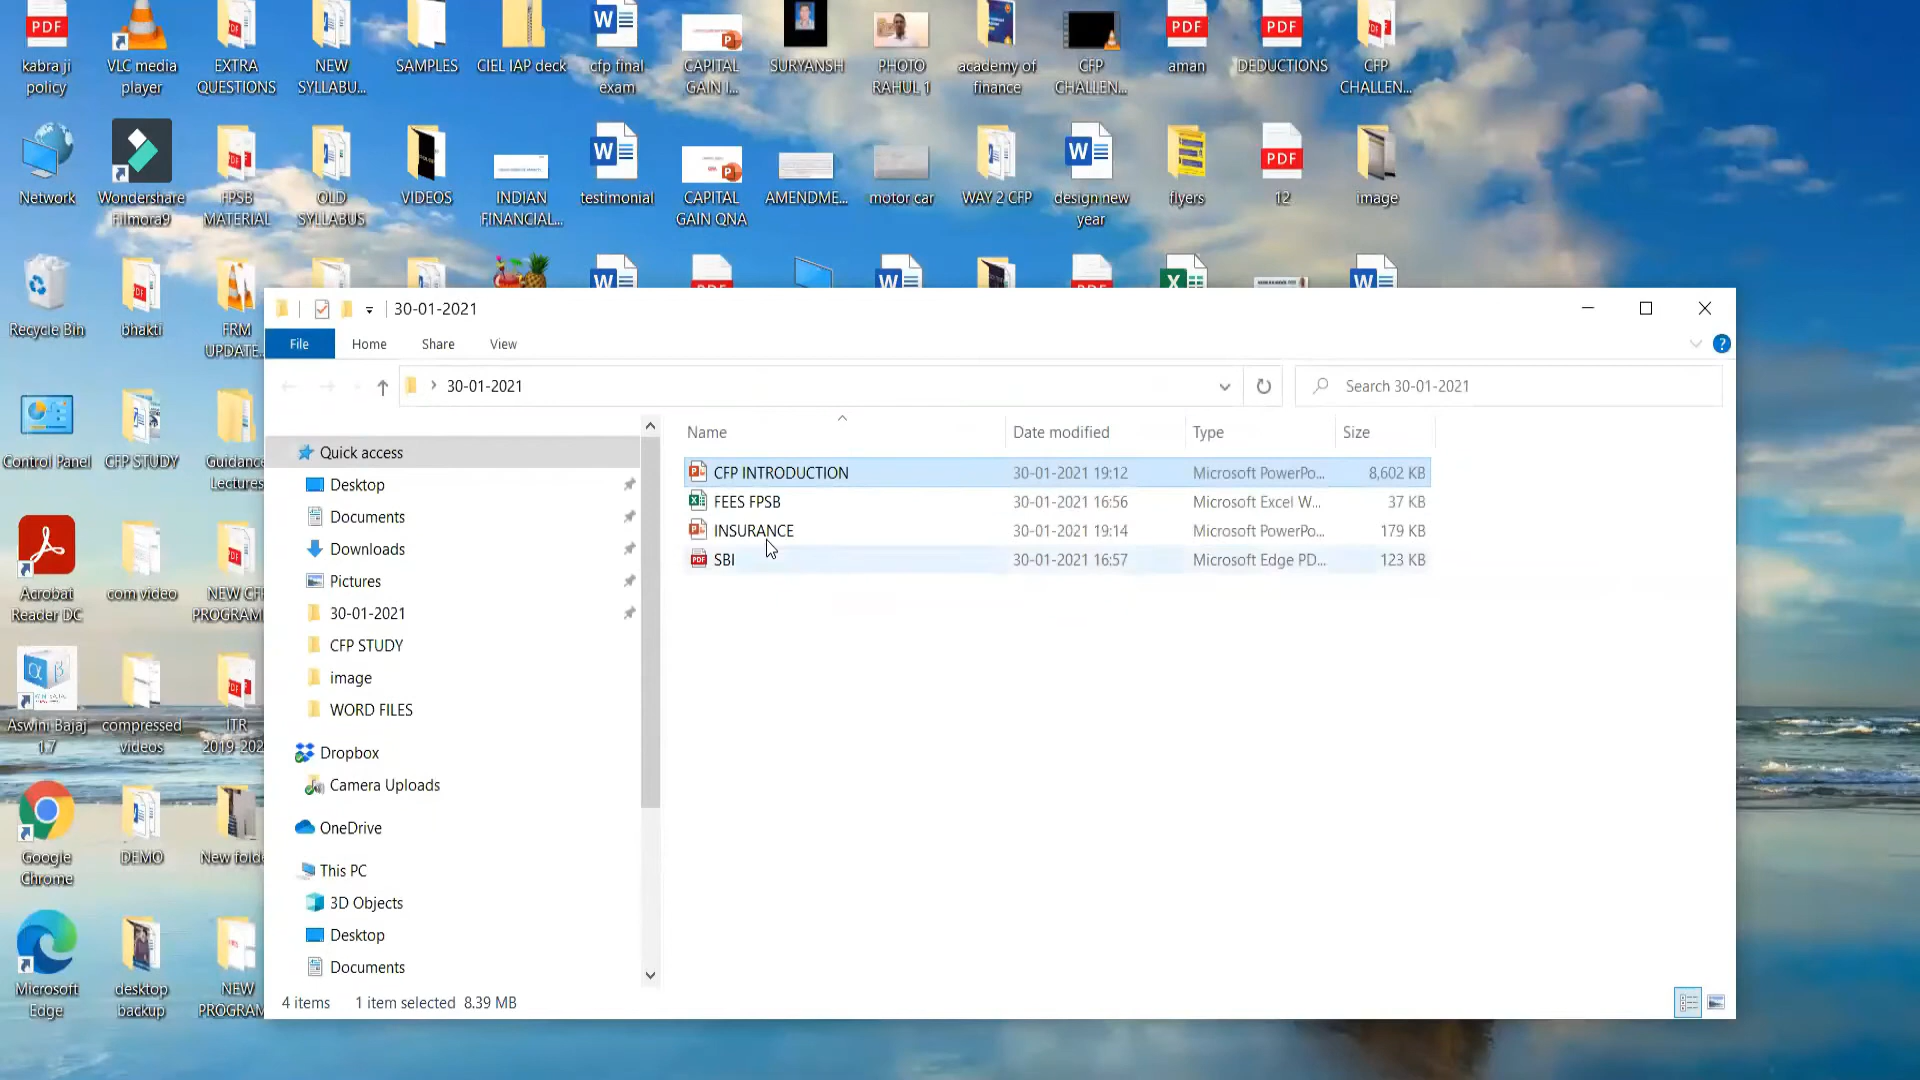 PDF
W
PDF
PDF
kabra ji
policy
VLC media
player
EXTRA
QUESTIONS
NEW
SYLLABU...
SAMPLES
CIEL IAP deck
cfp final
exam
CAPITAL
GAIN I...
SURYANSH
PHOTO
RAHUL 1
academy of
finance
CFP
CHALLEN...
aman
DEDUCTIONS
CFP
CHALLEN...
Network
Wondershare
Filmora9
FPSB
MATERIAL
OLD
SYLLABUS
VIDEOS
INDIAN
FINANCIAL...
testimonial
CAPITAL
GAIN QNA
AMENDME...
motor car
WAY 2 CFP
design new
year
flyers
12
image
Recycle Bin
bhakti
FRM
UPDATE...
Control Panel
CFP STUDY
Guidance
Lectures
Acrobat
Reader DC
com video
NEW CF
PROGRAM
Aswini Bajaj
1.7
compressed
videos
ITR
2019-202
Google
Chrome
DEMO
New folde
Microsoft
Edge
desktop
backup
NEW
PROGRAM
30-01-2021
File Home Share View
30-01-2021
Search 30-01-2021
Quick access
Desktop
Documents
Downloads
Pictures
30-01-2021
CFP STUDY
image
WORD FILES
Dropbox
Camera Uploads
OneDrive
This PC
3D Objects
Desktop
Documents
Name Date modified Type Size
CFP INTRODUCTION 30-01-2021 19:12 Microsoft PowerPo... 8,602 KB
FEES FPSB 30-01-2021 16:56 Microsoft Excel W... 37 KB
INSURANCE 30-01-2021 19:14 Microsoft PowerPo... 179 KB
SBI 30-01-2021 16:57 Microsoft Edge PD... 123 KB
4 items 1 item selected 8.39 MB